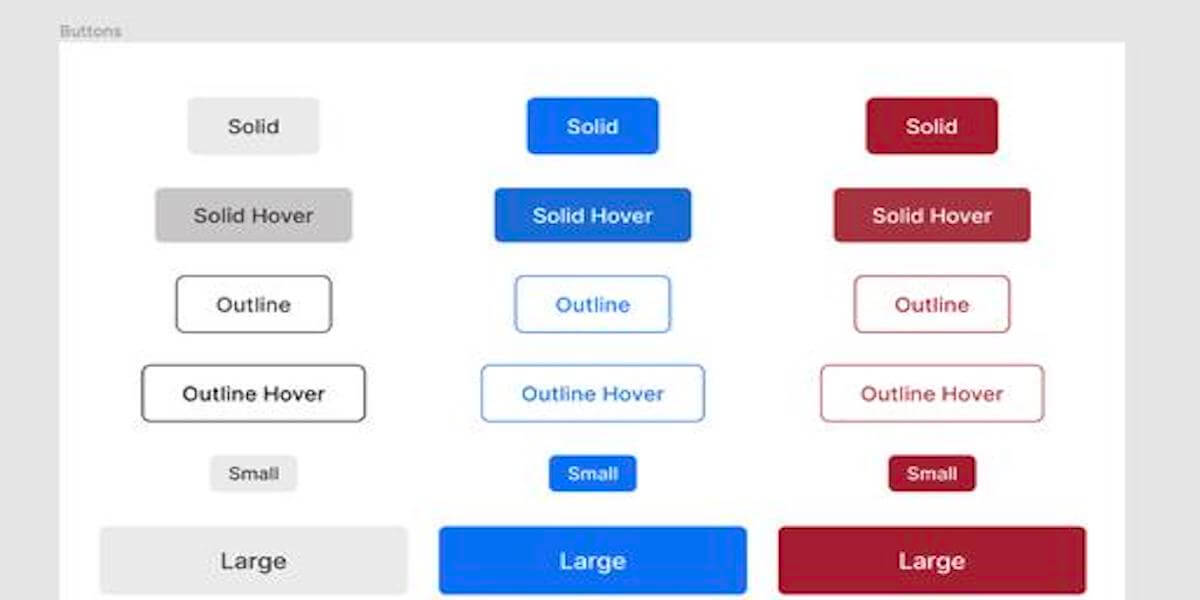 Buttons
Solid
Solid
Solid
Solid Hover
Solid Hover
Solid Hover
Outline
Outline
Outline
Outline Hover
Outline Hover
Outline Hover
Small
Small
Small
Large
Large
Large